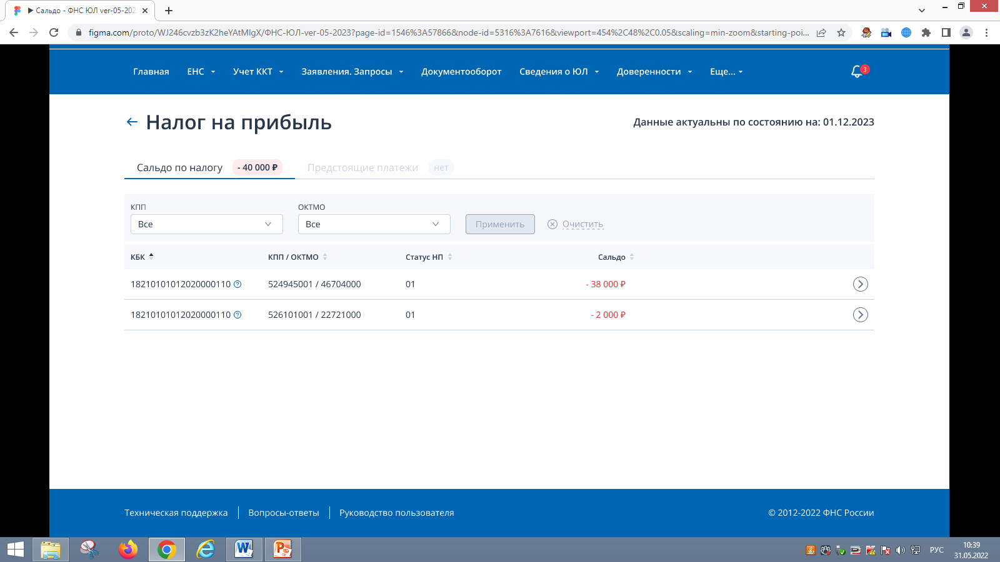 Сальдо - ФНС ЮЛ ver-05-202
figma.com/proto/WJ246cvzb3zK2heYAtMlgX/ФНС-ЮЛ-ver-05-2023?page-id=1546%3A57866&node-id=5316%3A7616&viewport=454%2C48%2C0.05&scaling=min-zoom&starting-poi...
Главная ЕНС Учет ККТ Заявления. Запросы Документооборот Сведения о ЮЛ Доверенности Еще... 3
Налог на прибыль Данные актуальны по состоянию на: 01.12.2023
Сальдо по налогу - 40 000 ₽ Предстоящие платежи нет
КПП ОКТМО
Все Все Применить Очистить
КБК КПП / ОКТМО Статус НП Сальдо
18210101012020000110 524945001 / 46704000 01 - 38 000 ₽
18210101012020000110 526101001 / 22721000 01 - 2 000 ₽
Техническая поддержка Вопросы-ответы Руководство пользователя © 2012-2022 ФНС России
РУС 10:39
31.05.2022